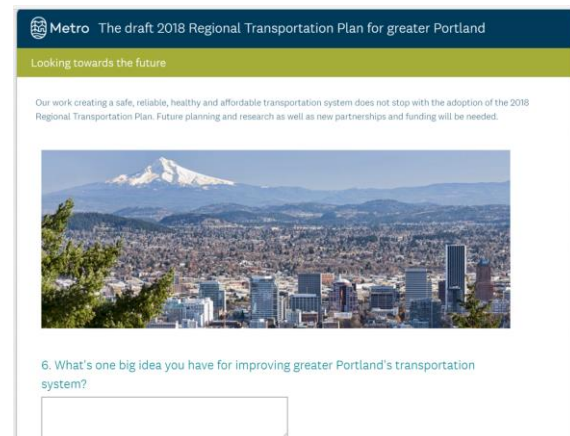 Metro The draft 2018 Regional Transportation Plan for greater Portland
Looking towards the future
Our work creating a safe, reliable, healthy and affordable transportation system does not stop with the adoption of the 2018
Regional Transportation Plan. Future planning and research as well as new partnerships and funding will be needed.
6. What's one big idea you have for improving greater Portland's transportation
system?